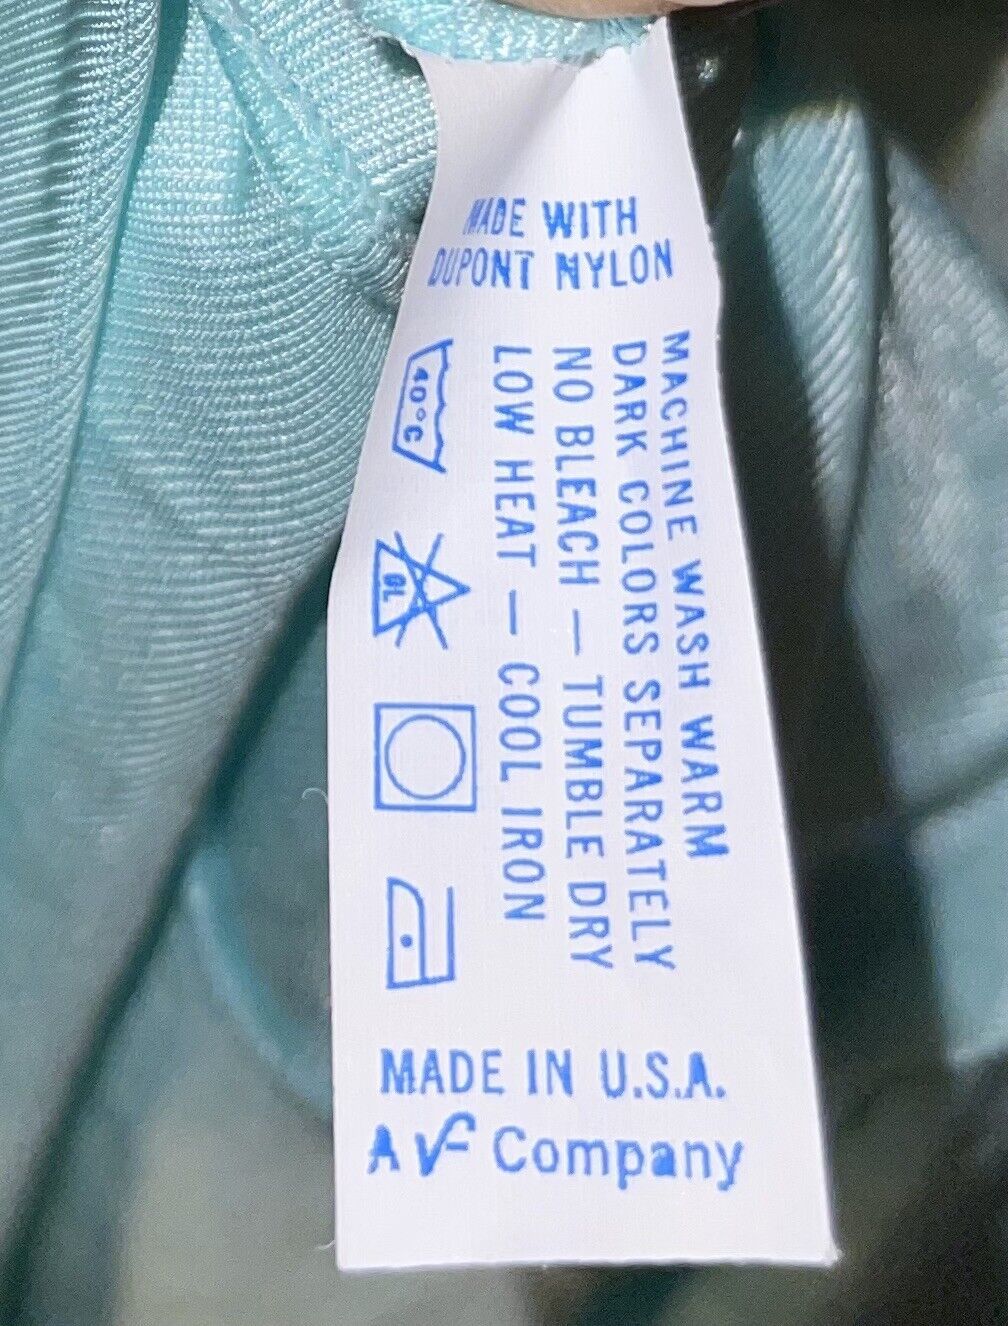 MADE WITH
DUPONT NYLON
MACHINE WASH WARM
DARK COLORS SEPARATELY
NO BLEACH — TUMBLE DRY
LOW HEAT — COOL IRON
40°C
CL
MADE IN U.S.A.
A VF Company